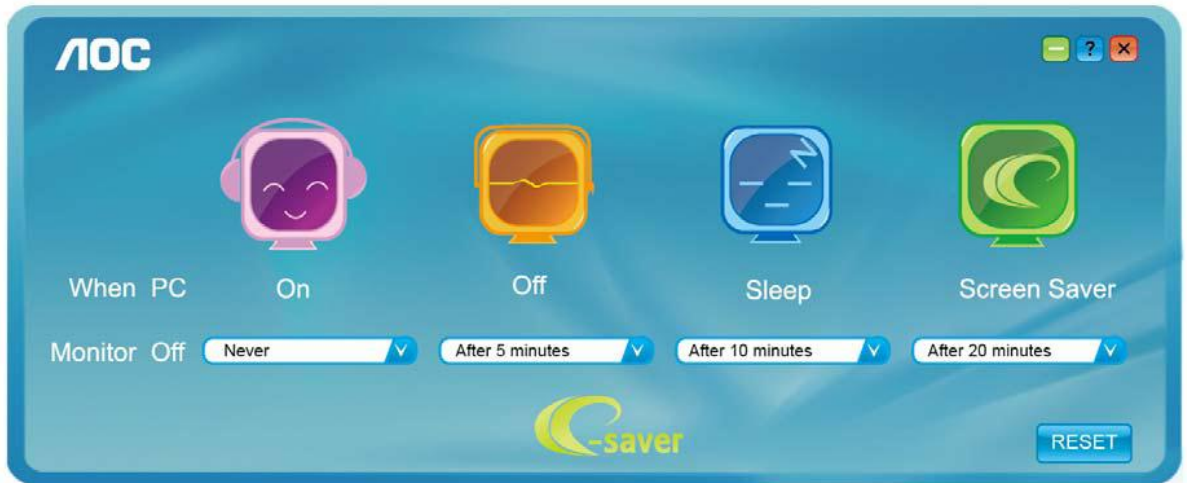 AOC
?
When PC On Off Sleep Screen Saver
Monitor Off Never After 5 minutes After 10 minutes After 20 minutes
e-saver
RESET